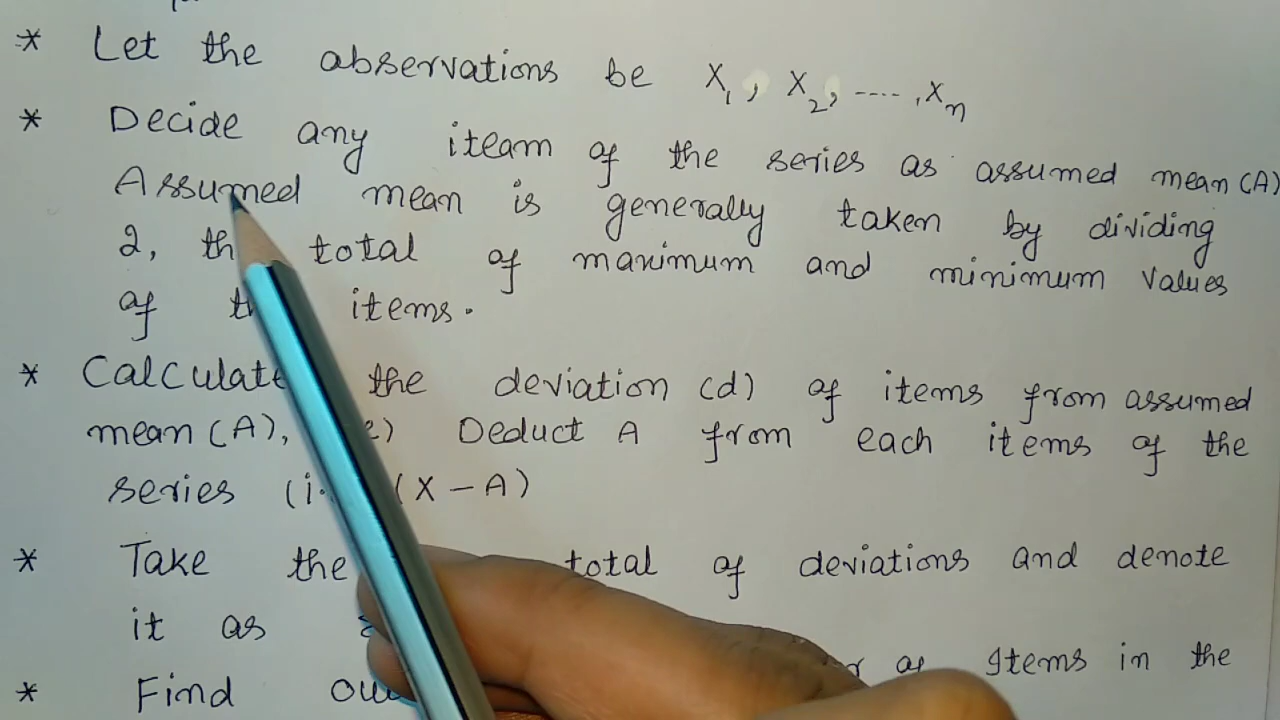 * Let the observations be X₁, X₂, ...., Xₙ
* Decide any iteam of the series as assumed mean (A)
Assumed mean is generally taken by dividing
2, the total of maximum and minimum values
of the items.
* Calculate the deviation (d) of items from assumed
mean (A), Deduct A from each items of the
series (X - A)
* Take the total of deviations and denote
it as
Items in the
* Find